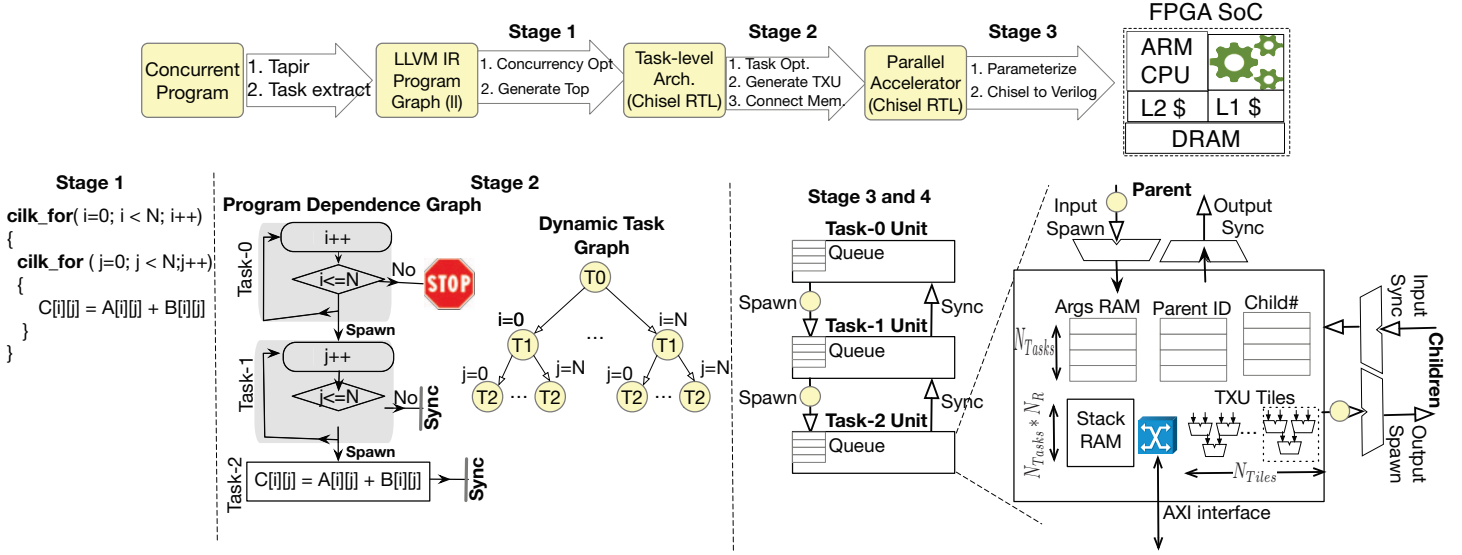 FPGA SoC
Stage 1
Stage 2
Stage 3
Concurrent
Program
1. Tapir
2. Task extract
LLVM IR
Program
Graph (II)
1. Concurrency Opt
2. Generate Top
Task-level
Arch.
(Chisel RTL)
1. Task Opt.
2. Generate TXU
3. Connect Mem.
Parallel
Accelerator
(Chisel RTL)
1. Parameterize
2. Chisel to Verilog
ARM
CPU
L2 $
L1 $
DRAM
Stage 1
cilk_for( i=0; i < N; i++)
{
cilk_for ( j=0; j < N;j++)
{
C[i][j] = A[i][j] + B[i][j]
}
}
Stage 2
Program Dependence Graph
Task-0
i++
i<=N
No
STOP
Spawn
Task-1
j++
j<=N
No
Sync
Spawn
Task-2
C[i][j] = A[i][j] + B[i][j]
Sync
Dynamic Task
Graph
T0
i=0
...
i=N
T1
T1
j=0
j=N
j=0
j=N
T2
...
T2
T2
...
T2
Stage 3 and 4
Task-0 Unit
Queue
Spawn
Sync
Task-1 Unit
Queue
Spawn
Sync
Task-2 Unit
Queue
Parent
Input
Spawn
Output
Sync
Args RAM
Parent ID
Child#
N_Tasks
Input
Sync
Children
N_Tasks * N_R
Stack
RAM
TXU Tiles
...
N_Tiles
Output
Spawn
AXI interface